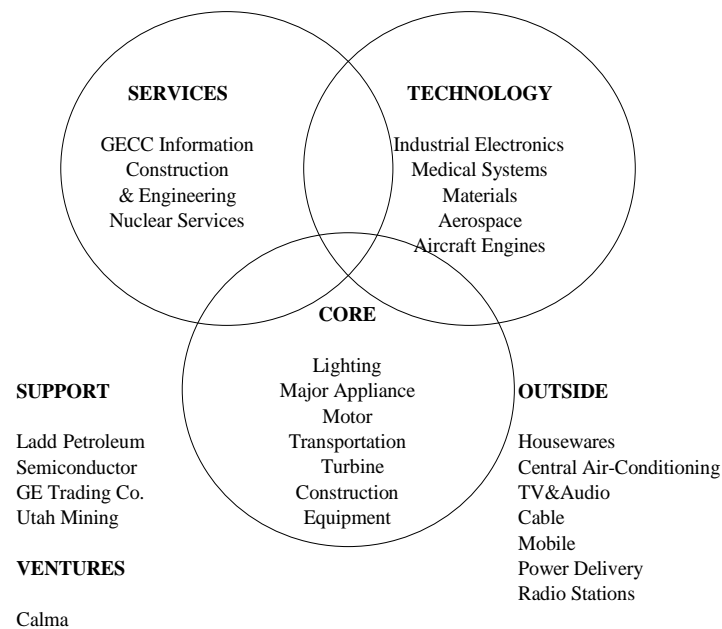 SERVICES
GECC Information
Construction
& Engineering
Nuclear Services
TECHNOLOGY
Industrial Electronics
Medical Systems
Materials
Aerospace
Aircraft Engines
CORE
Lighting
Major Appliance
Motor
Transportation
Turbine
Construction
Equipment
SUPPORT
Ladd Petroleum
Semiconductor
GE Trading Co.
Utah Mining
VENTURES
Calma
OUTSIDE
Housewares
Central Air-Conditioning
TV&Audio
Cable
Mobile
Power Delivery
Radio Stations